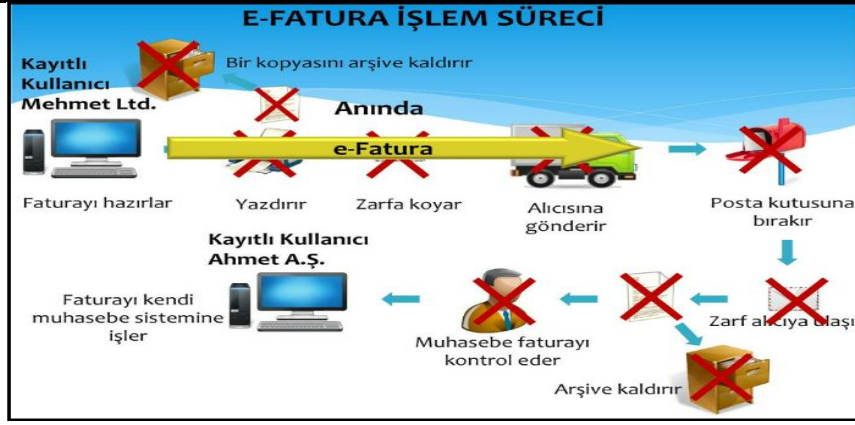 E-FATURA İŞLEM SÜRECİ
Kayıtlı
Kullanıcı
Mehmet Ltd.
Bir kopyasını arşive kaldırır
Anında
e-Fatura
Faturayı hazırlar
Yazdırır
Zarfa koyar
Alıcısına
gönderir
Posta kutusuna
bırakır
Kayıtlı Kullanıcı
Ahmet A.Ş.
Faturayı kendi
muhasebe sistemine
işler
Muhasebe faturayı
kontrol eder
Zarf alıcıya ulaşı
Arşive kaldırır